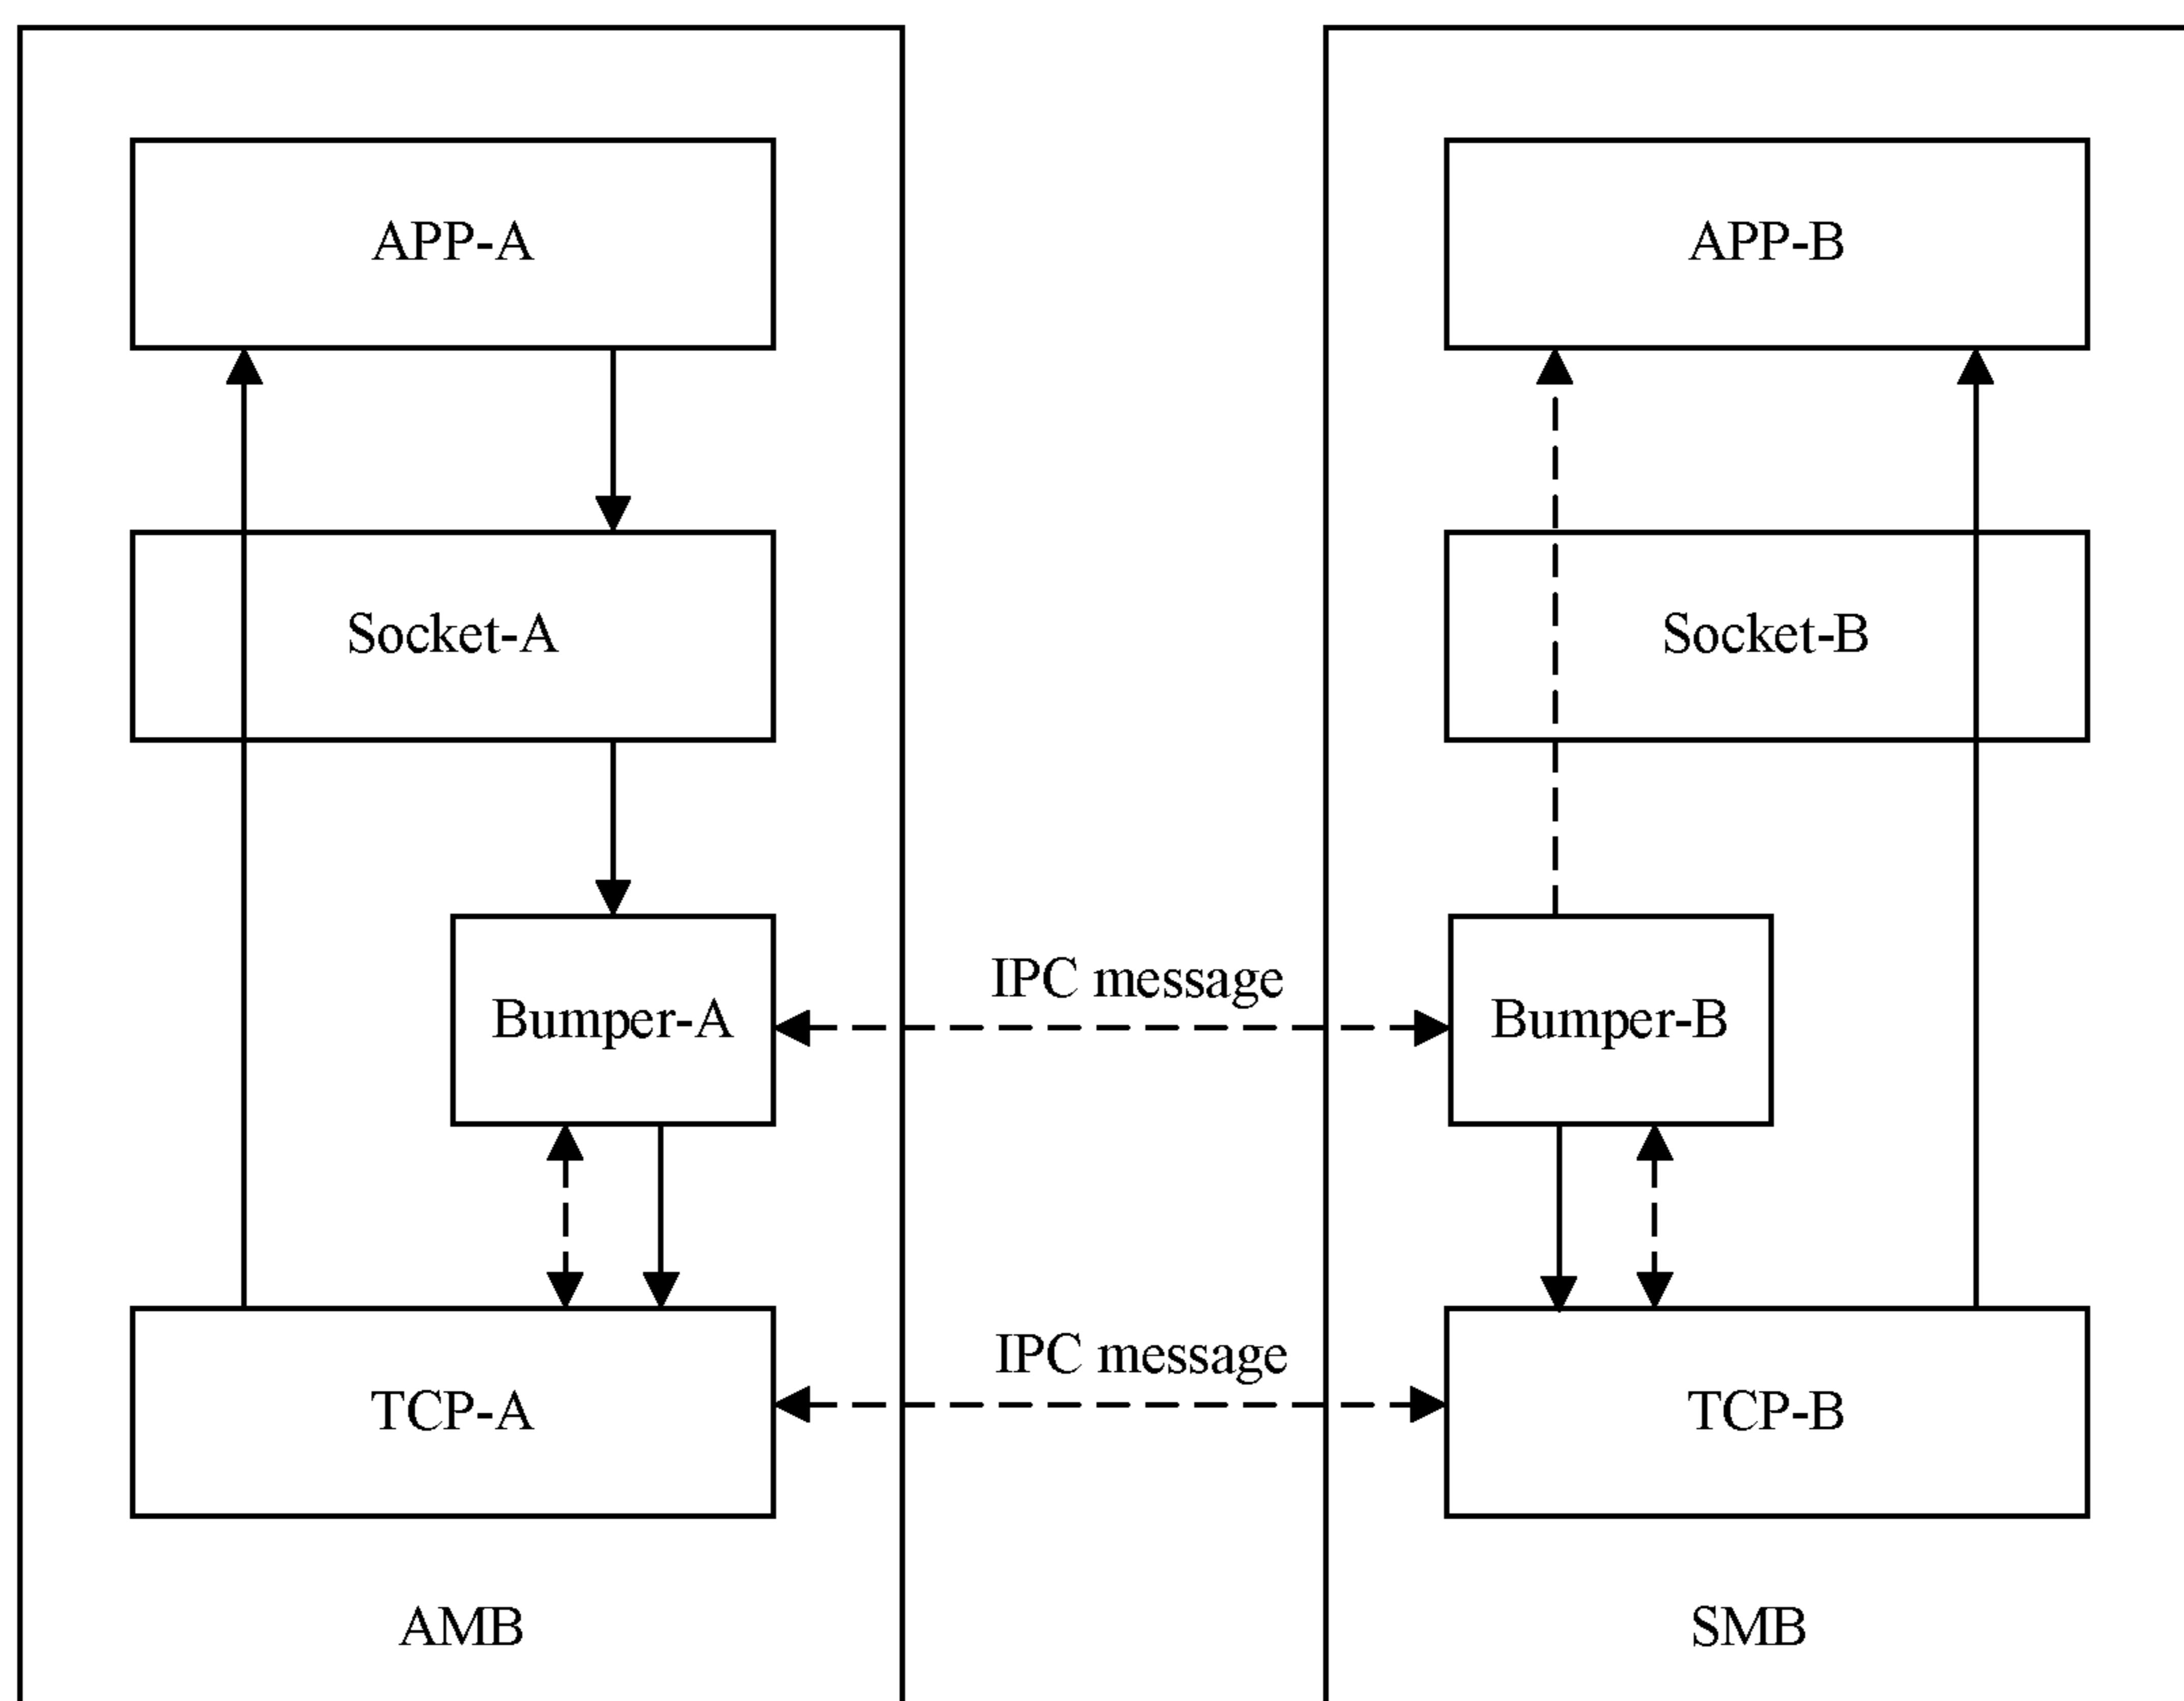 APP-A
APP-B
Socket-A
Socket-B
IPC message
Bumper-A
Bumper-B
IPC message
TCP-A
TCP-B
AMB
SMB